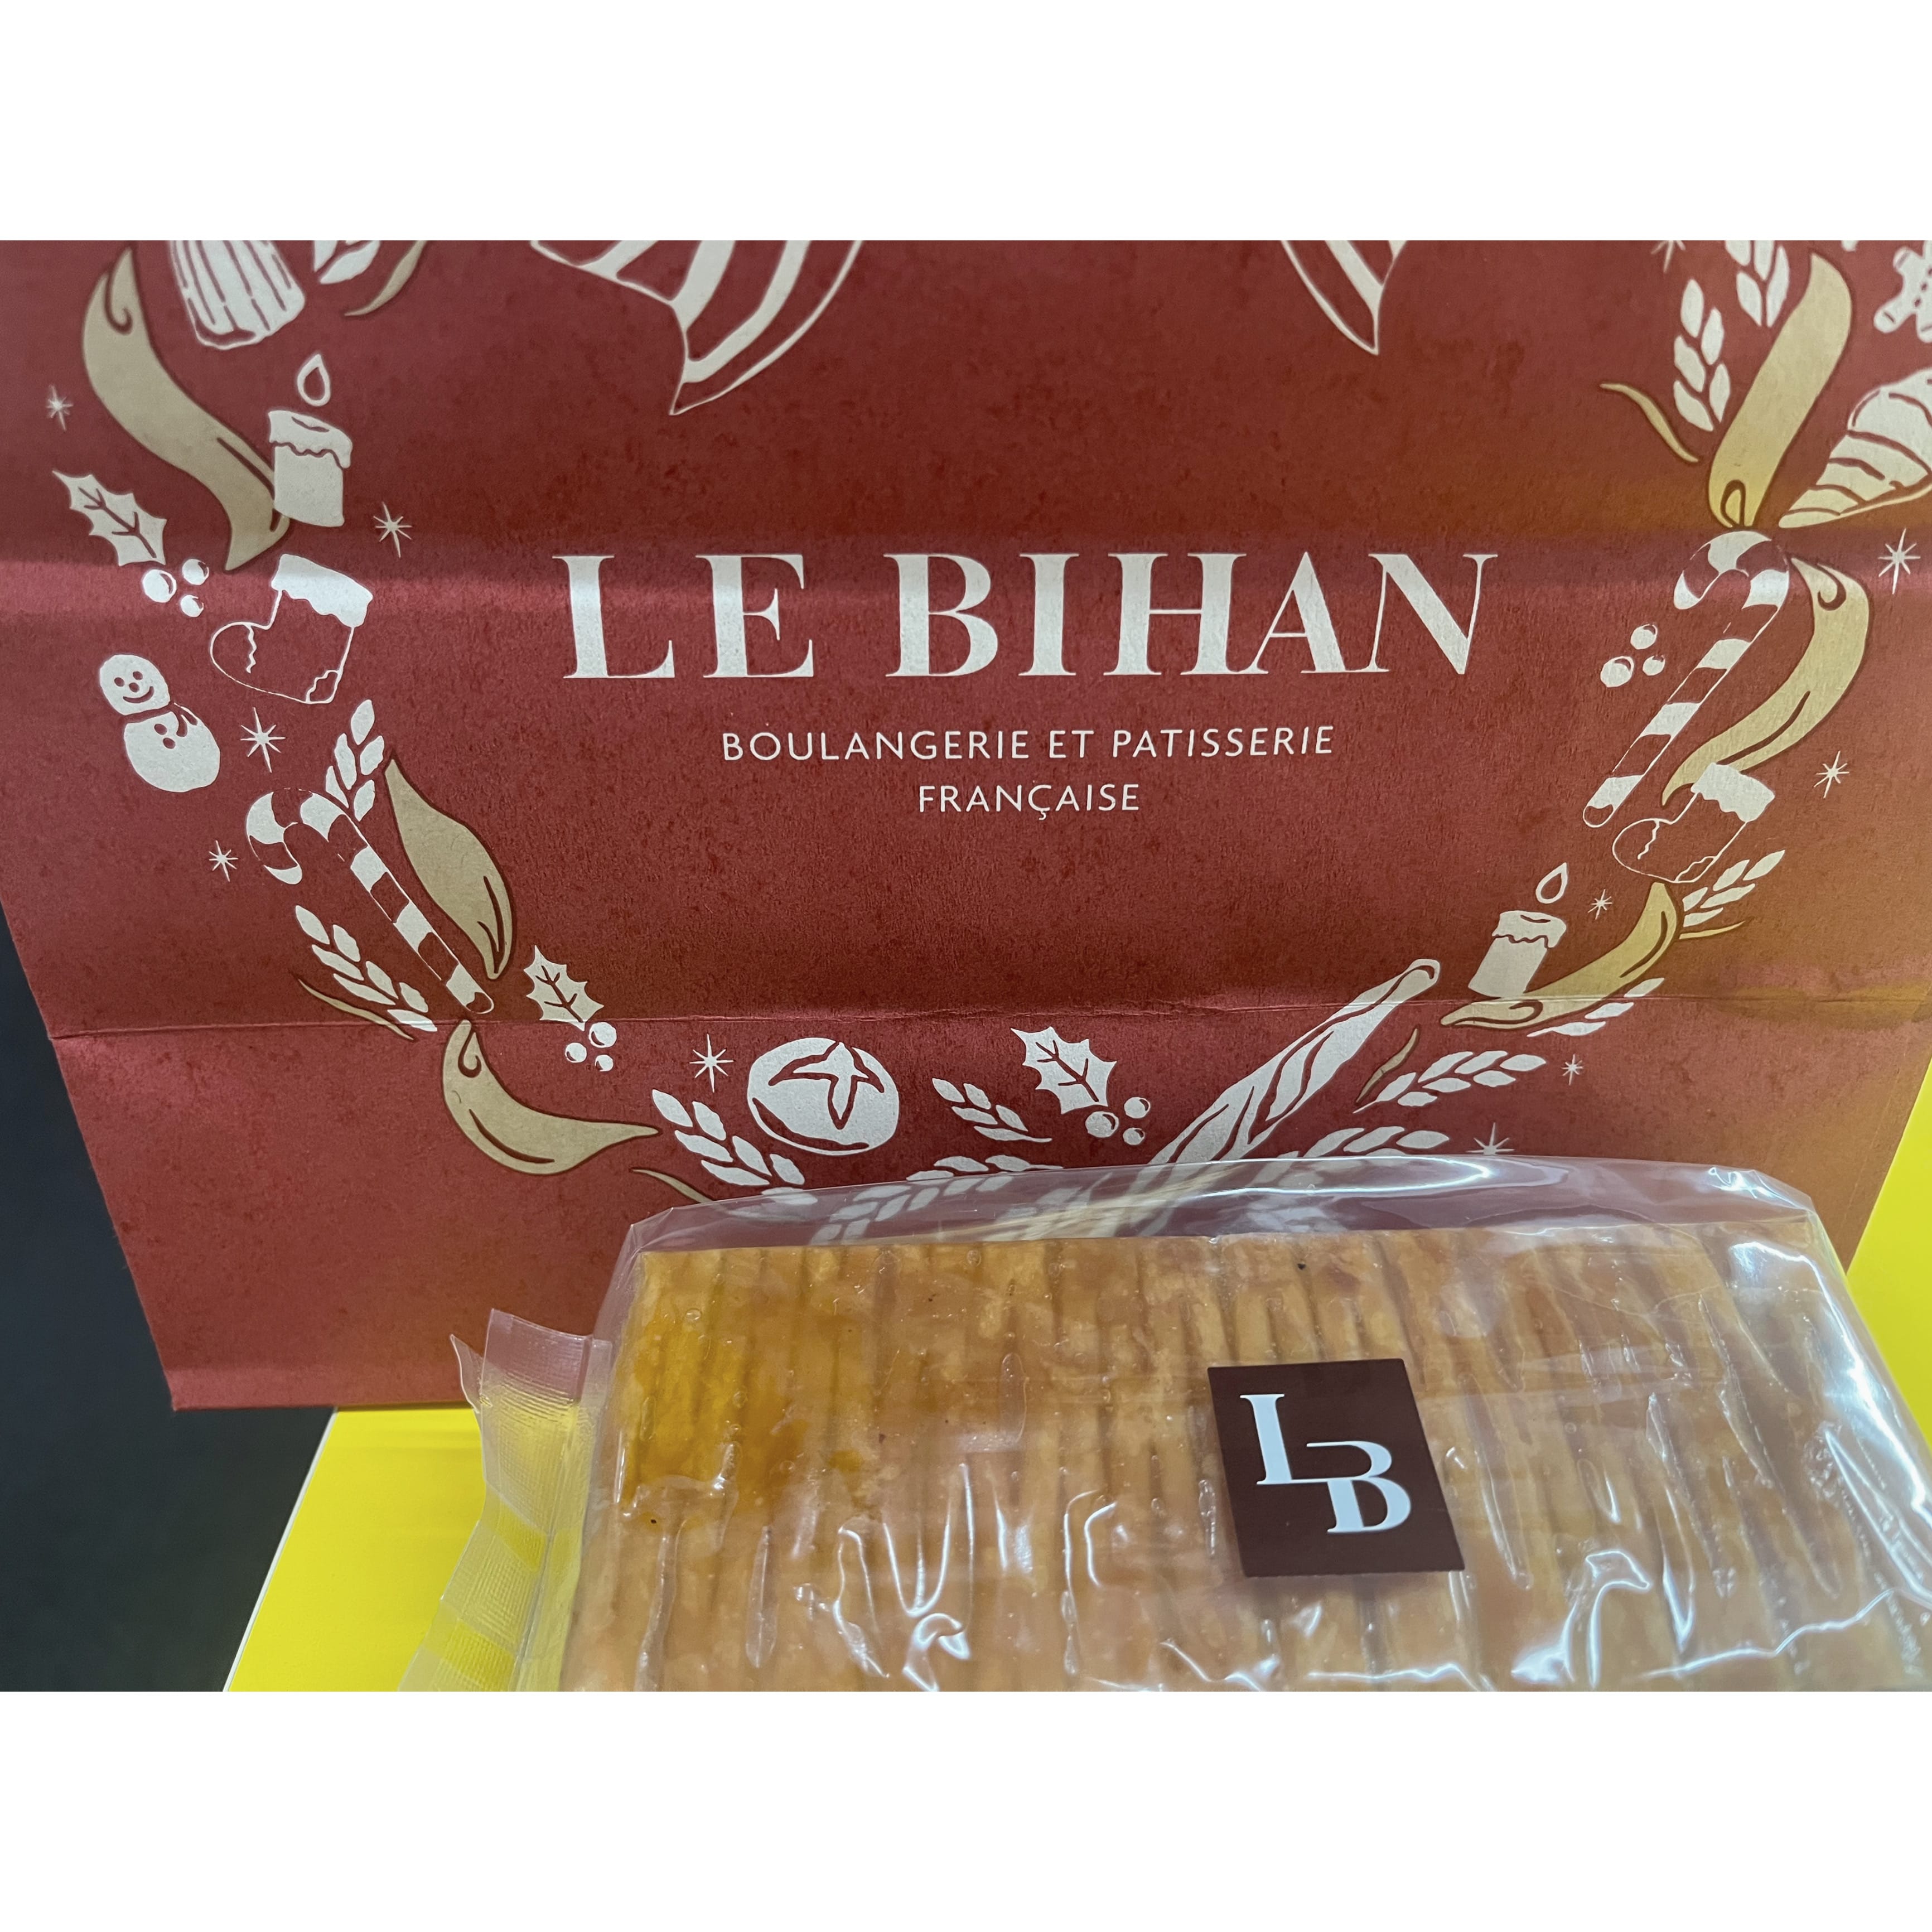 LE BIHAN
BOULANGERIE ET PATISSERIE
FRANÇAISE
LB